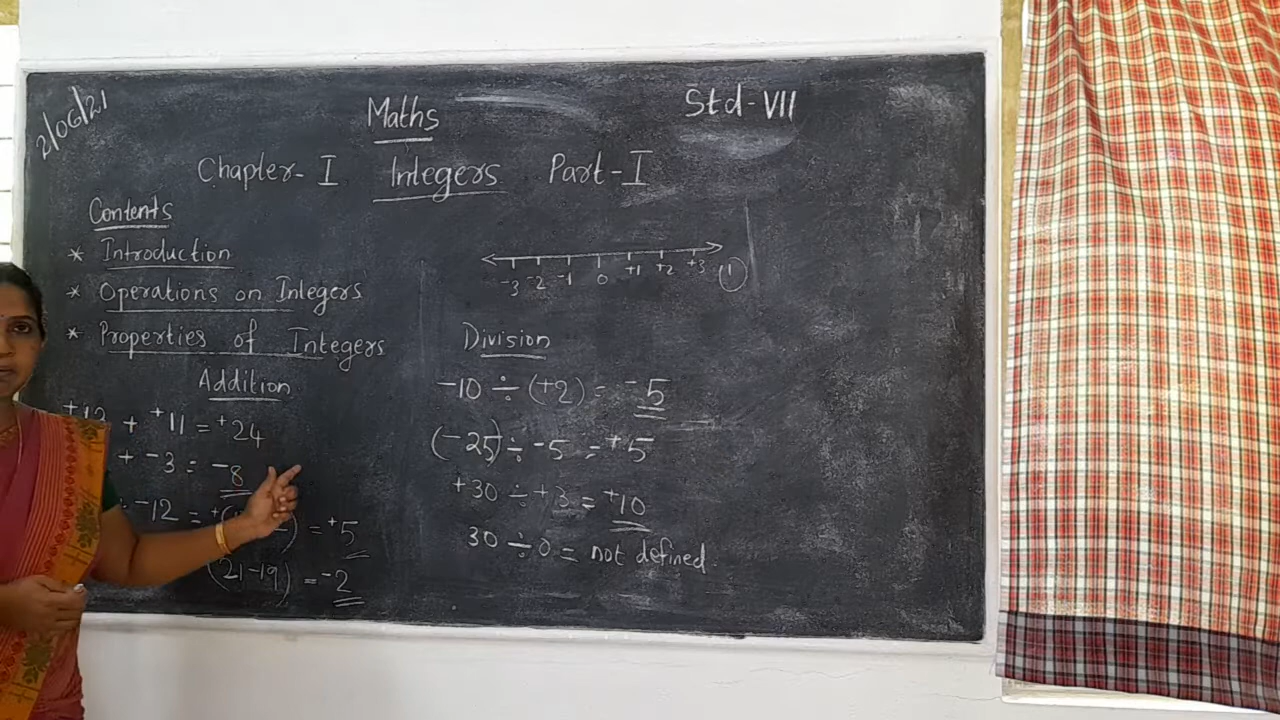 2/06/21
Maths
Std-VII
Chapter-I Integers Part-I
Contents
* Introduction
* Operations on Integers
* Properties of Integers
Addition
+ +11 = +24
+ -3 = -8
-12 = = +5
(21-19) = -2
-3 -2 -1 0 +1 +2 +3
①
Division
-10 ÷ (+2) = -5
(-25) ÷ -5 = +5
+30 ÷ +3 = +10
30 ÷ 0 = not defined.